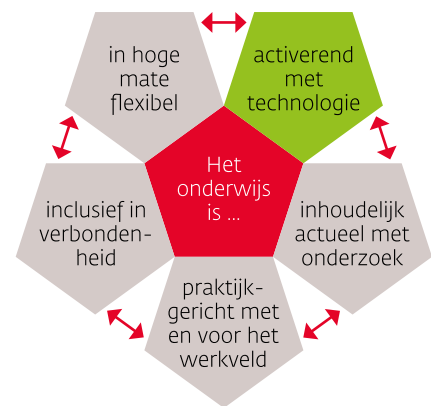 in hoge
mate
flexibel
activerend
met
technologie
Het
onderwijs
is ...
inclusief in
verbonden-
heid
inhoudelijk
actueel met
onderzoek
praktijk-
gericht met
en voor het
werkveld